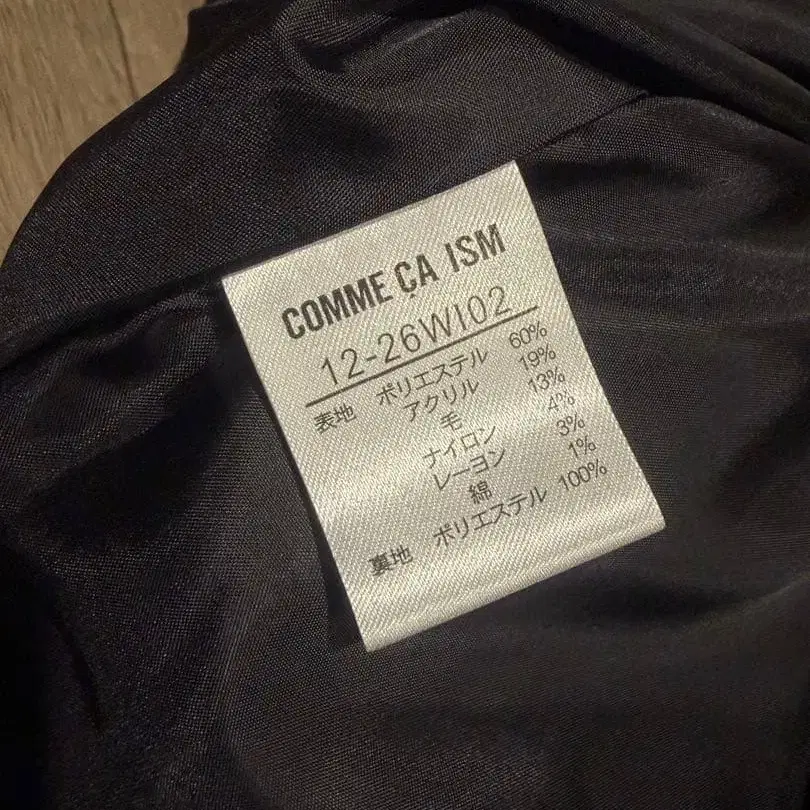 COMME ÇA ISM
12-26WI02
表地 ポリエステル 60%
アクリル 19%
毛 13%
ナイロン 4%
レーヨン 3%
綿 1%
裏地 ポリエステル 100%